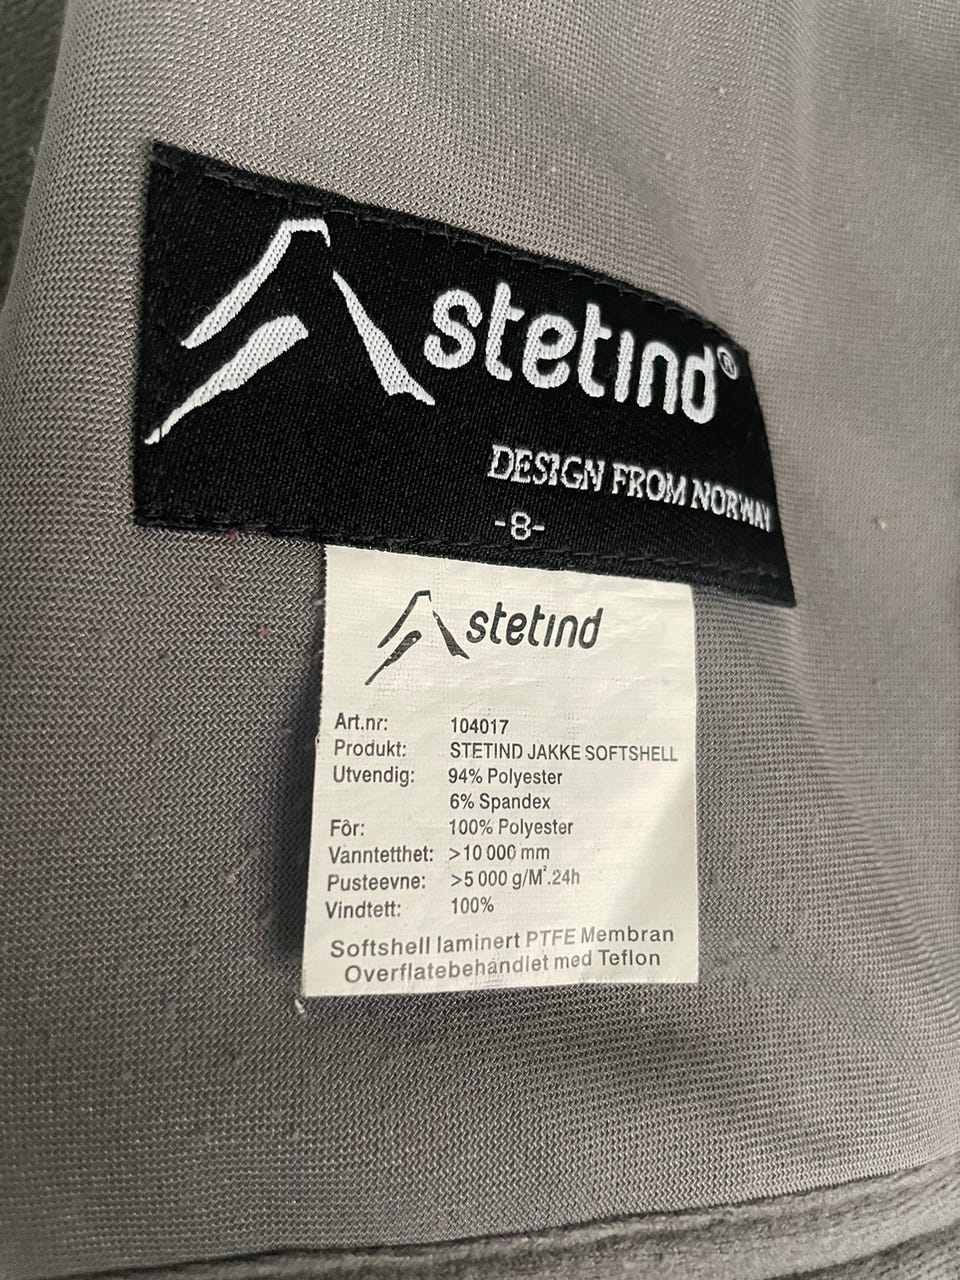 stetind®
DESIGN FROM NORWAY
-8-
stetind
Art.nr: 104017
Produkt: STETIND JAKKE SOFTSHELL
Utvendig: 94% Polyester
6% Spandex
Fôr: 100% Polyester
Vanntetthet: >10 000 mm
Pusteevne: >5 000 g/M².24h
Vindtett: 100%
Softshell laminert PTFE Membran
Overflatebehandlet med Teflon